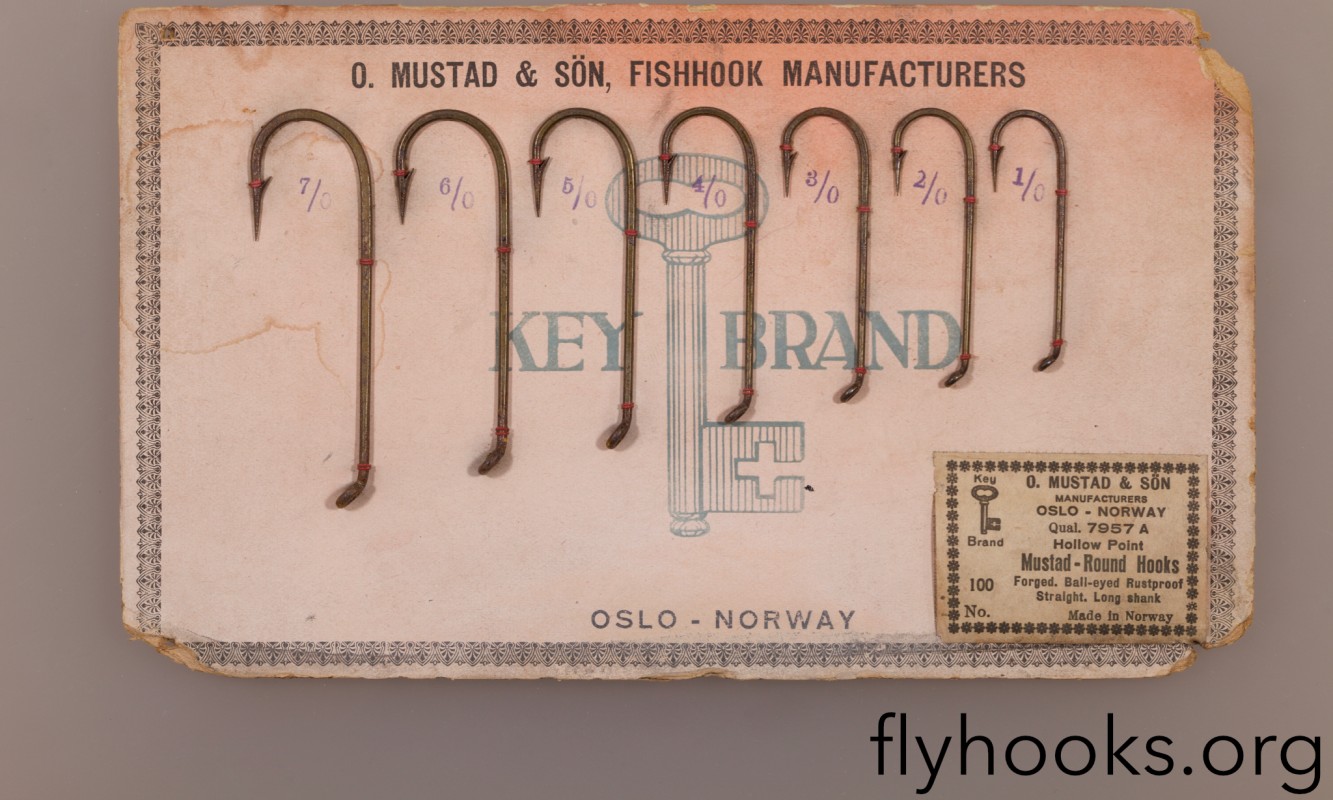 O. MUSTAD & SÖN, FISHHOOK MANUFACTURERS
7/0 6/0 5/0 4/0 3/0 2/0 1/0
KEY BRAND
Key
Brand
100
No.
O. MUSTAD & SÖN
MANUFACTURERS
OSLO - NORWAY
Qual. 7957 A
Hollow Point
Mustad-Round Hooks
Forged. Ball-eyed Rustproof
Straight. Long shank
Made in Norway
OSLO - NORWAY
flyhooks.org